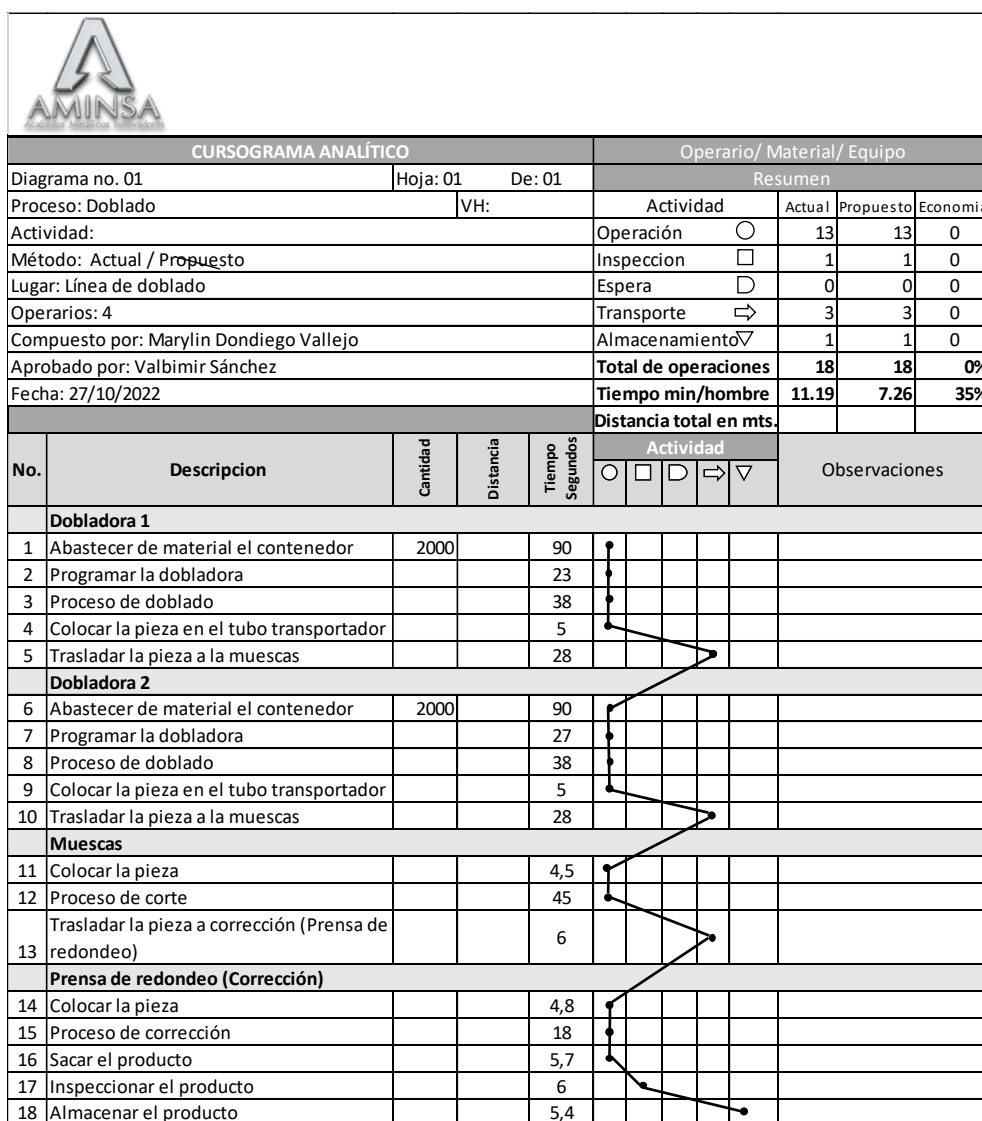 AMINSA
Acabados Metálicos Innovadores
CURSOGRAMA ANALÍTICO Operario/ Material/ Equipo
Diagrama no. 01 Hoja: 01 De: 01 Resumen
Proceso: Doblado VH: Actividad Actual Propuesto Economia
Actividad: Operación 13 13 0
Método: Actual / Propuesto Inspeccion 1 1 0
Lugar: Línea de doblado Espera 0 0 0
Operarios: 4 Transporte 3 3 0
Compuesto por: Marylin Dondiego Vallejo Almacenamiento 1 1 0
Aprobado por: Valbimir Sánchez Total de operaciones 18 18 0%
Fecha: 27/10/2022 Tiempo min/hombre 11.19 7.26 35%
Distancia total en mts.
No. Descripcion Cantidad Distancia Tiempo Segundos Actividad Observaciones
Dobladora 1
1 Abastecer de material el contenedor 2000 90
2 Programar la dobladora 23
3 Proceso de doblado 38
4 Colocar la pieza en el tubo transportador 5
5 Trasladar la pieza a la muescas 28
Dobladora 2
6 Abastecer de material el contenedor 2000 90
7 Programar la dobladora 27
8 Proceso de doblado 38
9 Colocar la pieza en el tubo transportador 5
10 Trasladar la pieza a la muescas 28
Muescas
11 Colocar la pieza 4,5
12 Proceso de corte 45
Trasladar la pieza a corrección (Prensa de
13 redondeo) 6
Prensa de redondeo (Corrección)
14 Colocar la pieza 4,8
15 Proceso de corrección 18
16 Sacar el producto 5,7
17 Inspeccionar el producto 6
18 Almacenar el producto 5,4